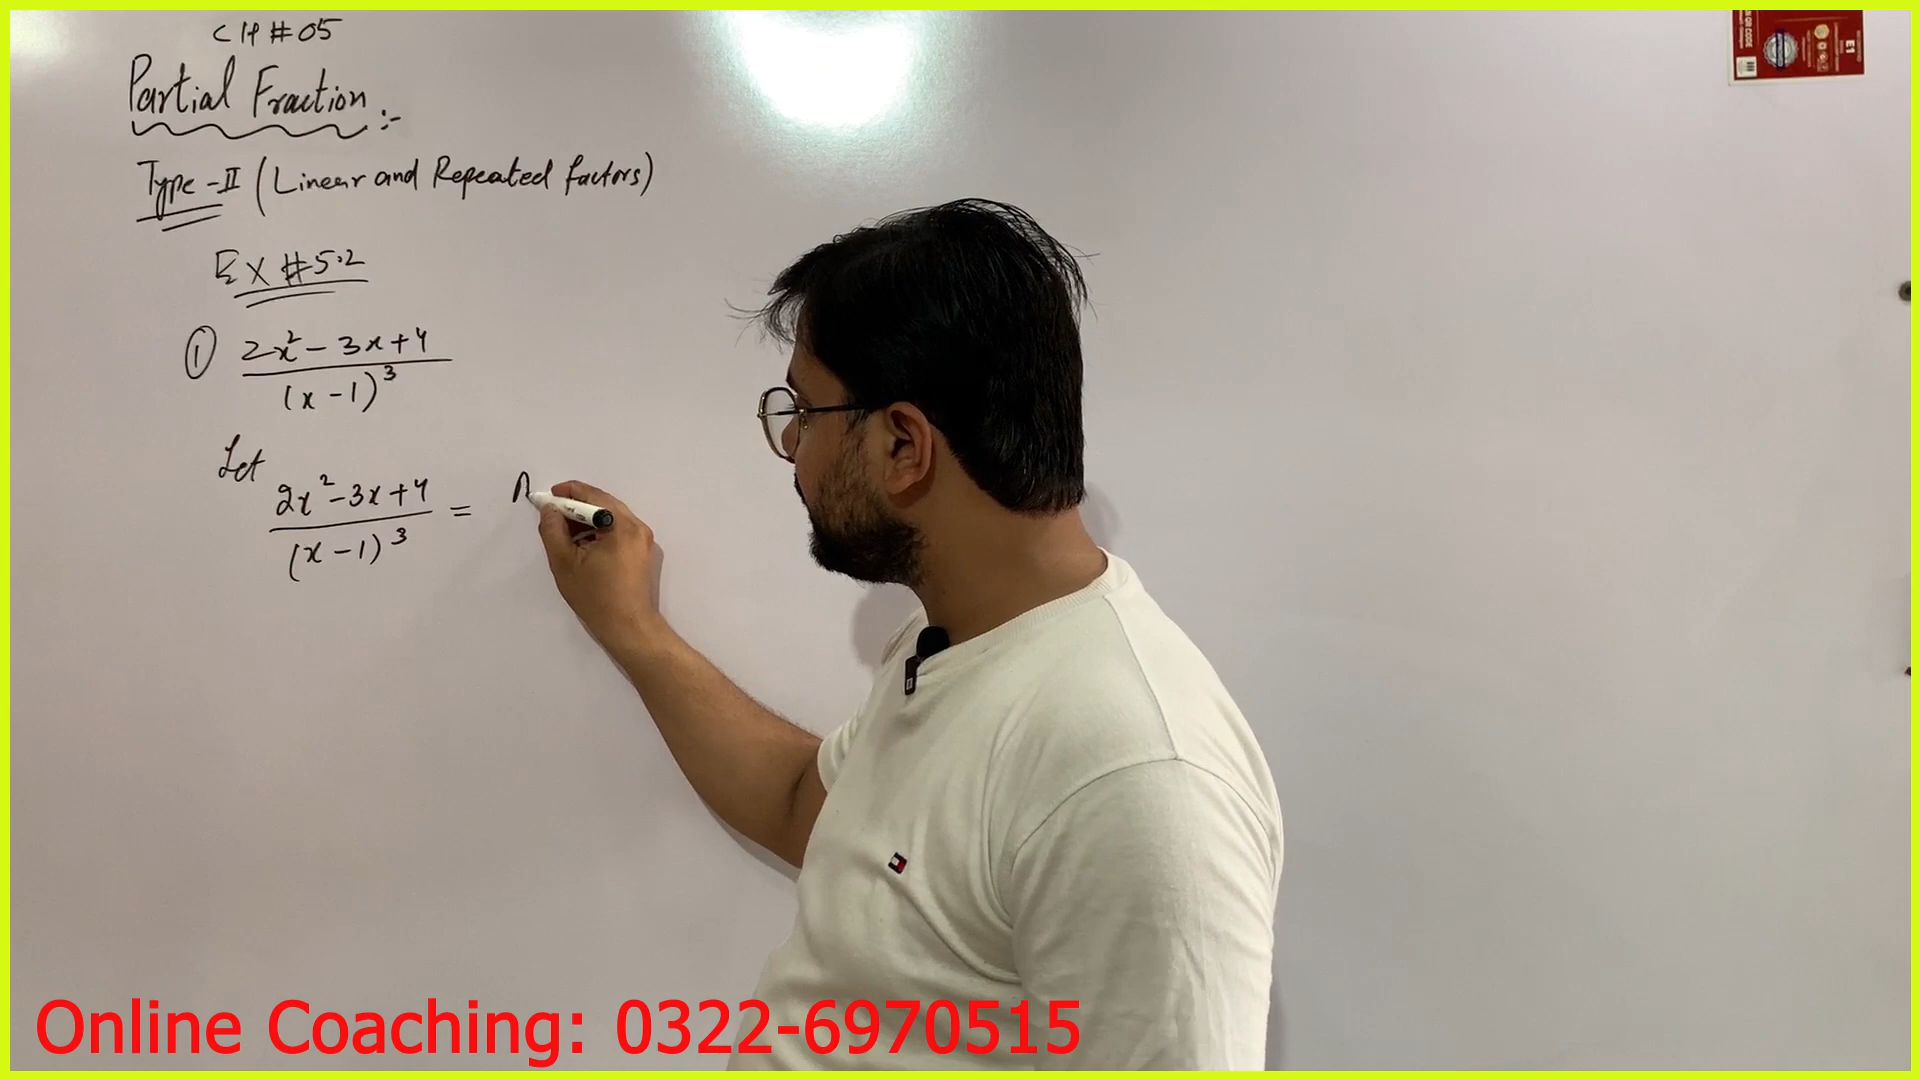 CH # 05
Partial Fraction :-
Type-II (Linear and Repeated factors)
EX # 5.2
① 2x² - 3x + 4
(x - 1)³
Let
2x² - 3x + 4 =
(x - 1)³
Online Coaching: 0322-6970515